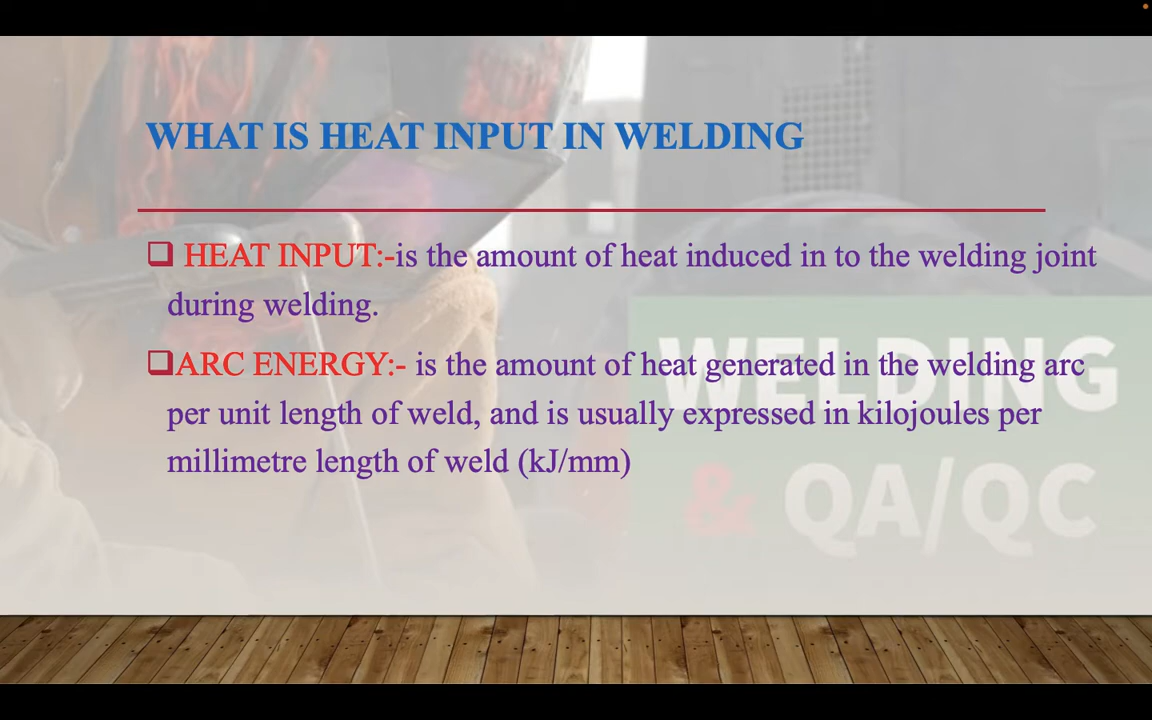 WHAT IS HEAT INPUT IN WELDING
HEAT INPUT:-is the amount of heat induced in to the welding joint
during welding.
ARC ENERGY:- is the amount of heat generated in the welding arc
per unit length of weld, and is usually expressed in kilojoules per
millimetre length of weld (kJ/mm)
WELDING
& QA/QC